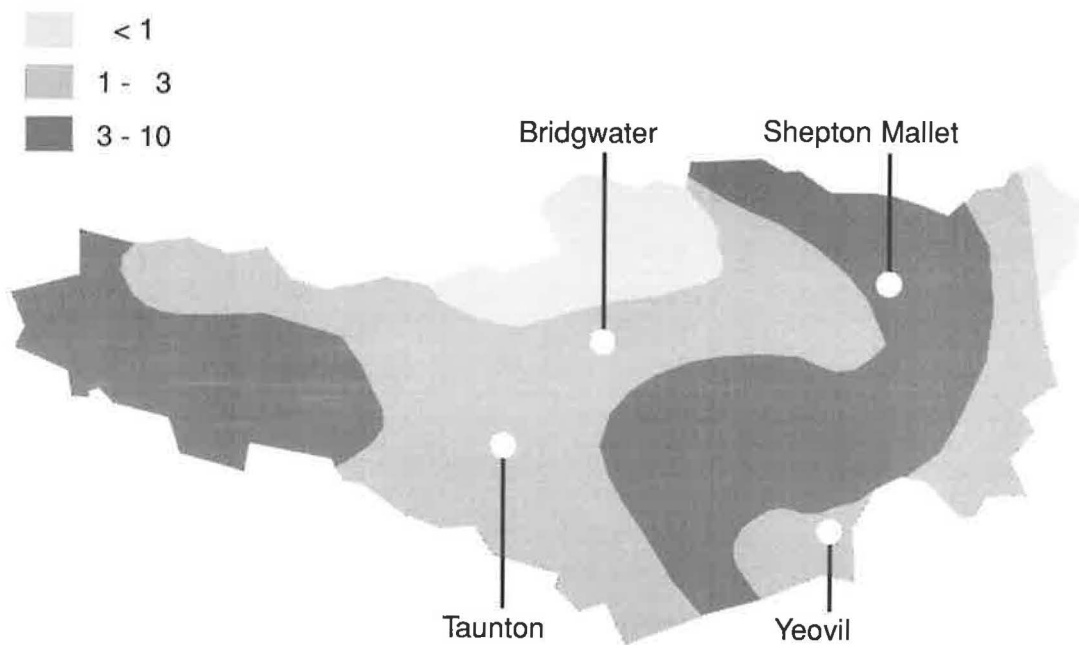 < 1
1 - 3
3 - 10
Bridgwater
Shepton Mallet
Taunton
Yeovil